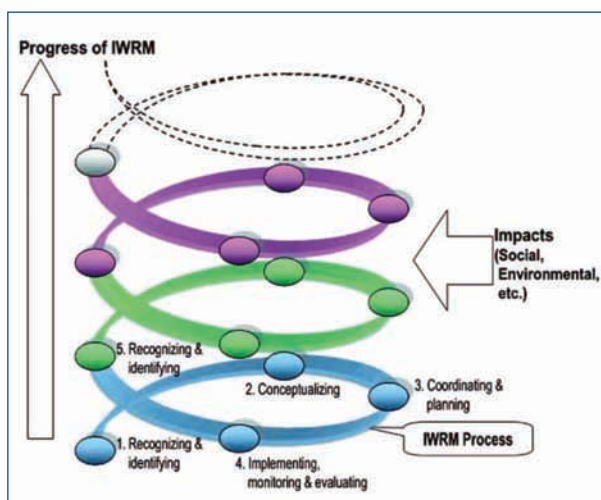 Progress of IWRM
Impacts
(Social,
Environmental,
etc.)
5. Recognizing &
identifying
2. Conceptualizing
3. Coordinating &
planning
1. Recognizing &
identifying
4. Implementing,
monitoring & evaluating
IWRM Process